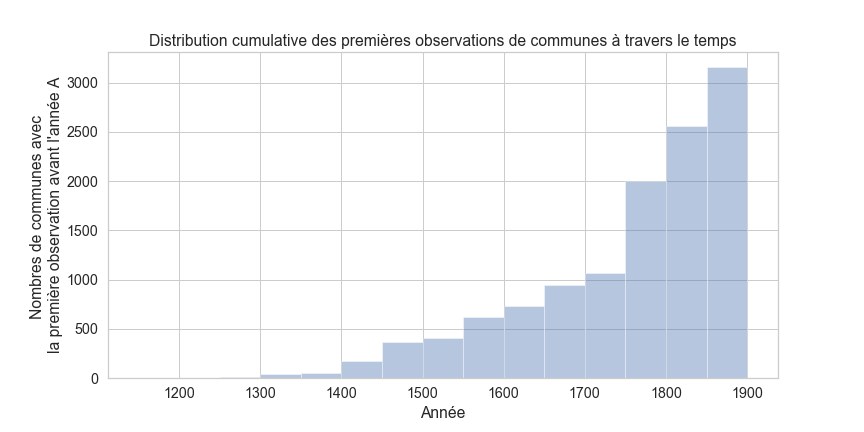 Distribution cumulative des premières observations de communes à travers le temps
Nombres de communes avec
la première observation avant l'année A
3000
2500
2000
1500
1000
500
0
1200 1300 1400 1500 1600 1700 1800 1900
Année